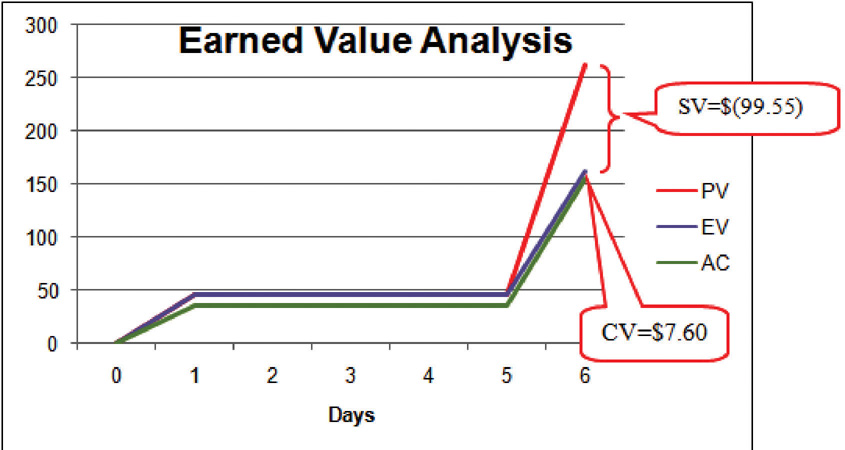 Earned Value Analysis
300
250
200
150
100
50
0
0 1 2 3 4 5 6
Days
SV=$(99.55)
PV
EV
AC
CV=$7.60